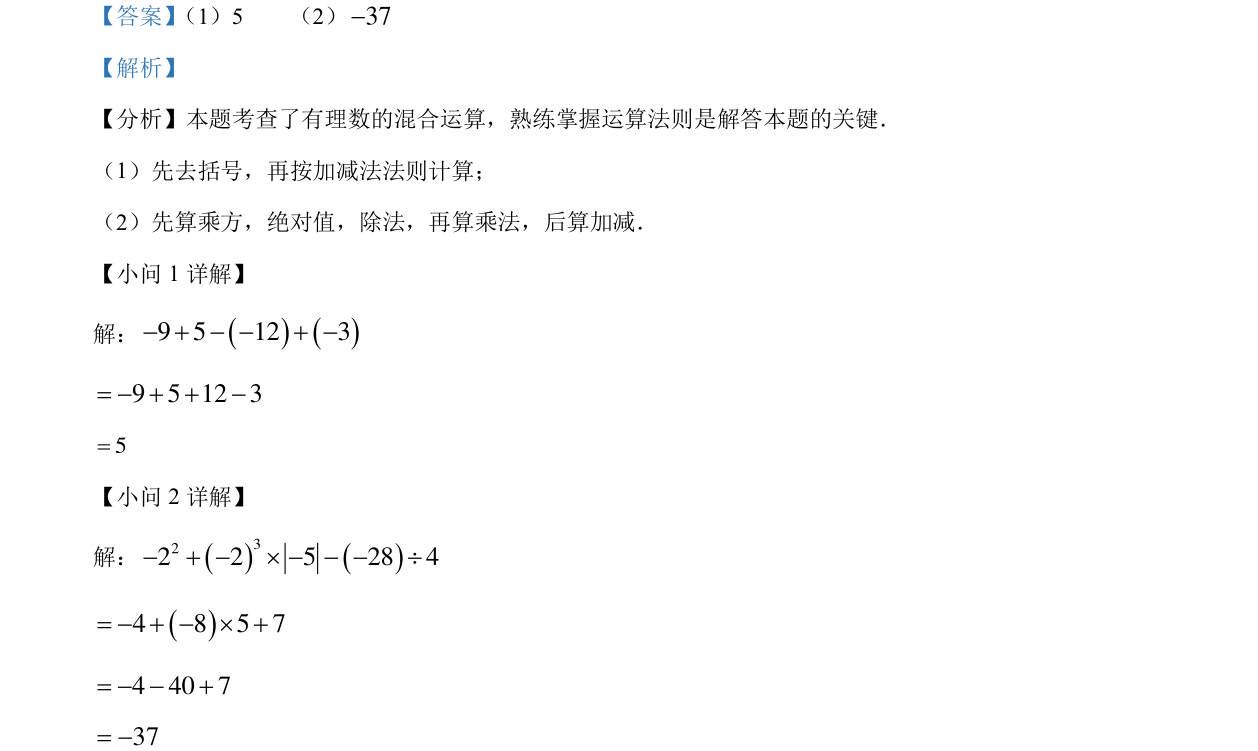 【答案】（1）5 （2）−37
【解析】
【分析】本题考查了有理数的混合运算，熟练掌握运算法则是解答本题的关键．
（1）先去括号，再按加减法法则计算；
（2）先算乘方，绝对值，除法，再算乘法，后算加减．
【小问 1 详解】
解：−9+5−(−12)+(−3)
=−9+5+12−3
=5
【小问 2 详解】
解：−2²+(−2)³×|−5|−(−28)÷4
=−4+(−8)×5+7
=−4−40+7
=−37